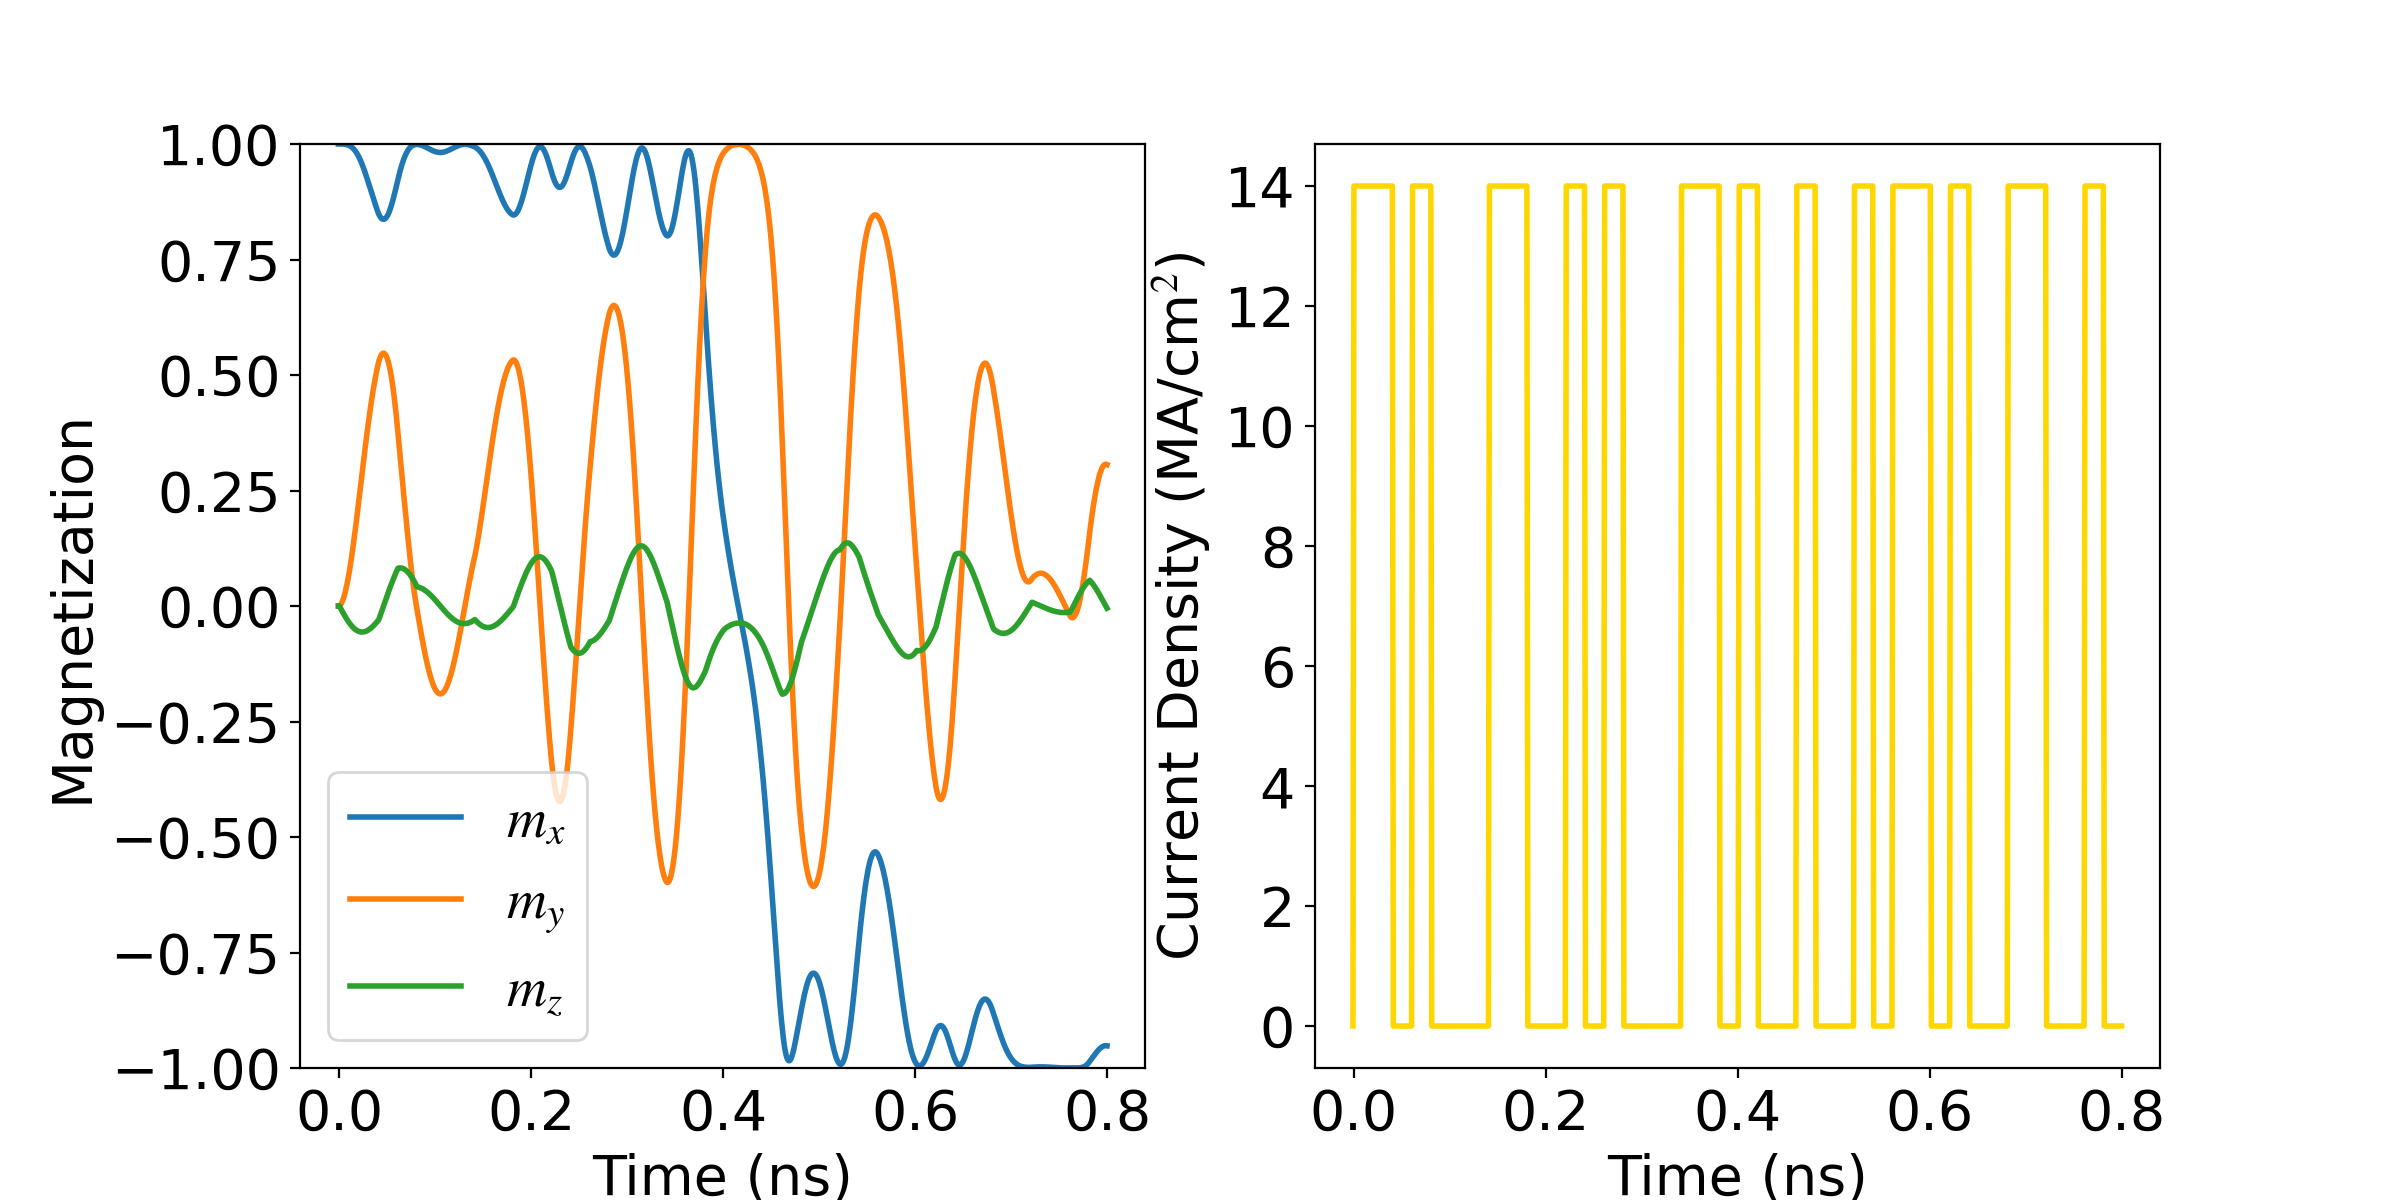 1.00
0.75
0.50
0.25
0.00
−0.25
−0.50
−0.75
−1.00
Magnetization
m_x
m_y
m_z
0.0 0.2 0.4 0.6 0.8
Time (ns)
14
12
10
8
6
4
2
0
Current Density (MA/cm²)
0.0 0.2 0.4 0.6 0.8
Time (ns)